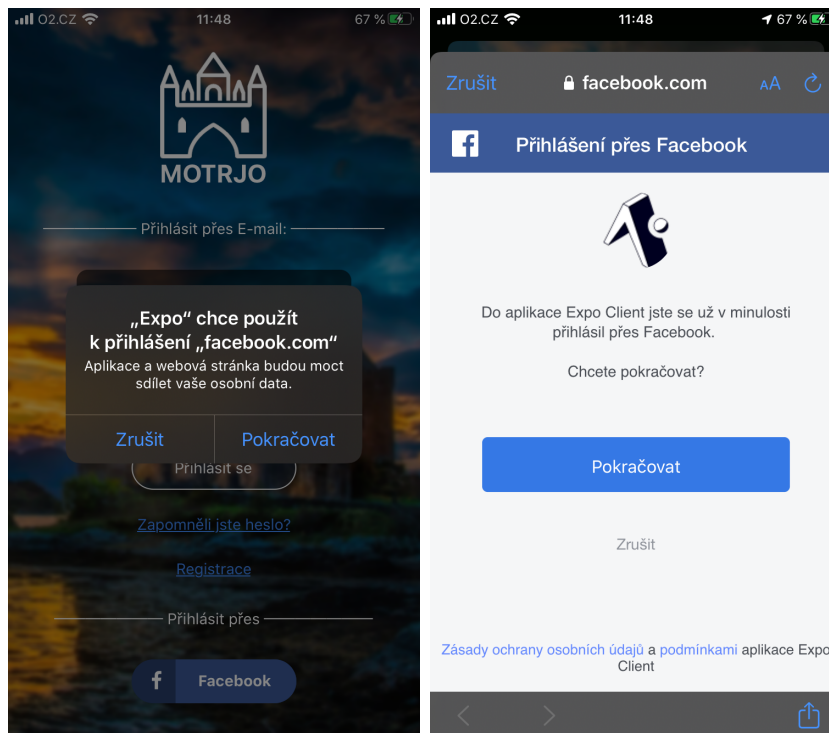 O2.CZ 11:48 67 %
MOTRJO
Přihlásit přes E-mail:
„Expo“ chce použít
k přihlášení „facebook.com“
Aplikace a webová stránka budou moct
sdílet vaše osobní data.
Zrušit Pokračovat
Přihlásit se
Zapomněli jste heslo?
Registrace
Přihlásit přes
f Facebook
O2.CZ 11:48 67 %
Zrušit facebook.com AA
f Přihlášení přes Facebook
Do aplikace Expo Client jste se už v minulosti
přihlásil přes Facebook.
Chcete pokračovat?
Pokračovat
Zrušit
Zásady ochrany osobních údajů a podmínkami aplikace Expo
Client